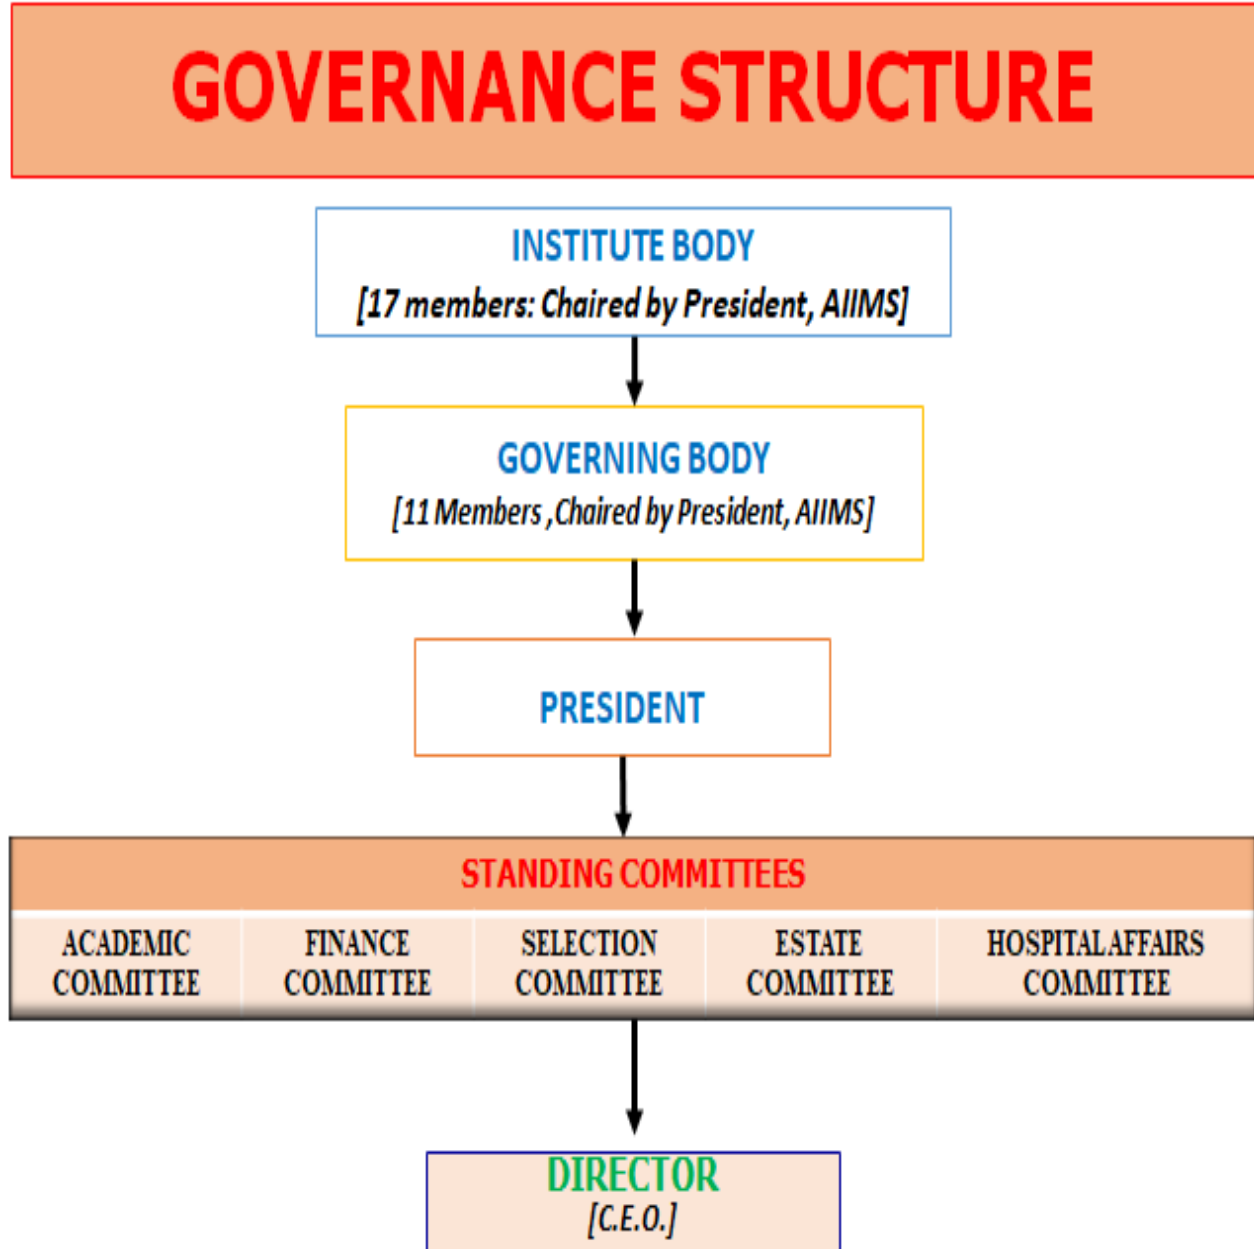 GOVERNANCE STRUCTURE
INSTITUTE BODY
[17 members: Chaired by President, AIIMS]
GOVERNING BODY
[11 Members ,Chaired by President, AIIMS]
PRESIDENT
STANDING COMMITTEES
ACADEMIC
COMMITTEE
FINANCE
COMMITTEE
SELECTION
COMMITTEE
ESTATE
COMMITTEE
HOSPITAL AFFAIRS
COMMITTEE
DIRECTOR
[C.E.O.]